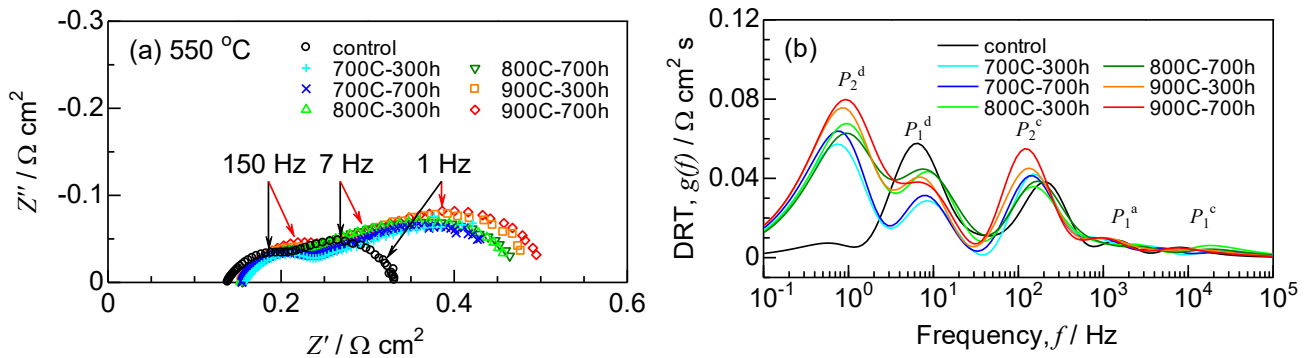 (a) 550 °C
control
700C-300h
700C-700h
800C-300h
800C-700h
900C-300h
900C-700h
150 Hz
7 Hz
1 Hz
-0.3
-0.2
-0.1
0
0 0.2 0.4 0.6
Z'' / Ω cm²
Z' / Ω cm²
(b)
control
700C-300h
700C-700h
800C-300h
800C-700h
900C-300h
900C-700h
P₂ᵈ
P₁ᵈ
P₂ᶜ
P₁ᵃ
P₁ᶜ
0.12
0.08
0.04
0
10⁻¹ 10⁰ 10¹ 10² 10³ 10⁴ 10⁵
DRT, g(f) / Ω cm² s
Frequency, f / Hz